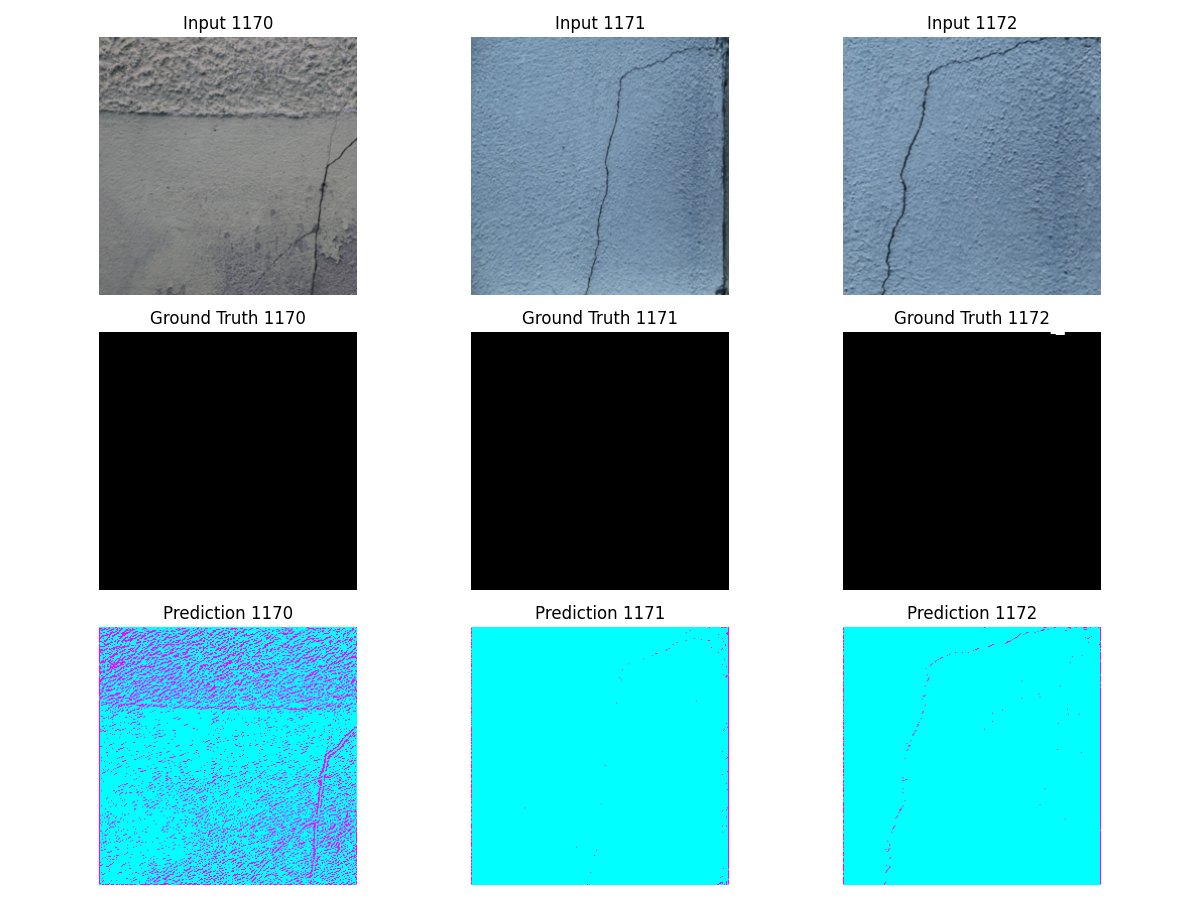 Input 1170
Input 1171
Input 1172
Ground Truth 1170
Ground Truth 1171
Ground Truth 1172
Prediction 1170
Prediction 1171
Prediction 1172